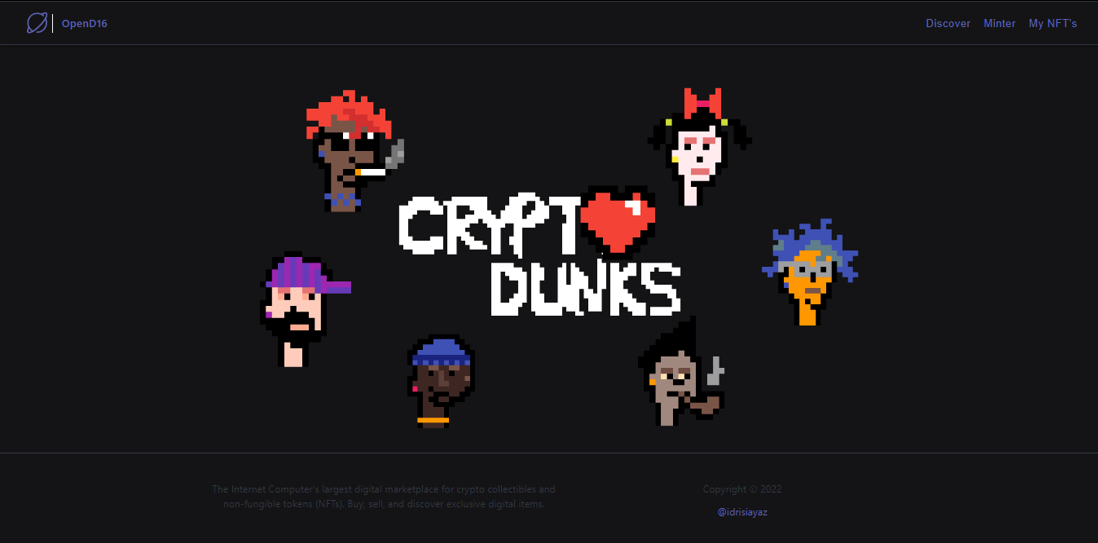 OpenD16
Discover Minter My NFT's
CRYPT
DUNKS
The Internet Computer's largest digital marketplace for crypto collectibles and
non-fungible tokens (NFTs). Buy, sell, and discover exclusive digital items.
Copyright © 2022
@idrisiayaz